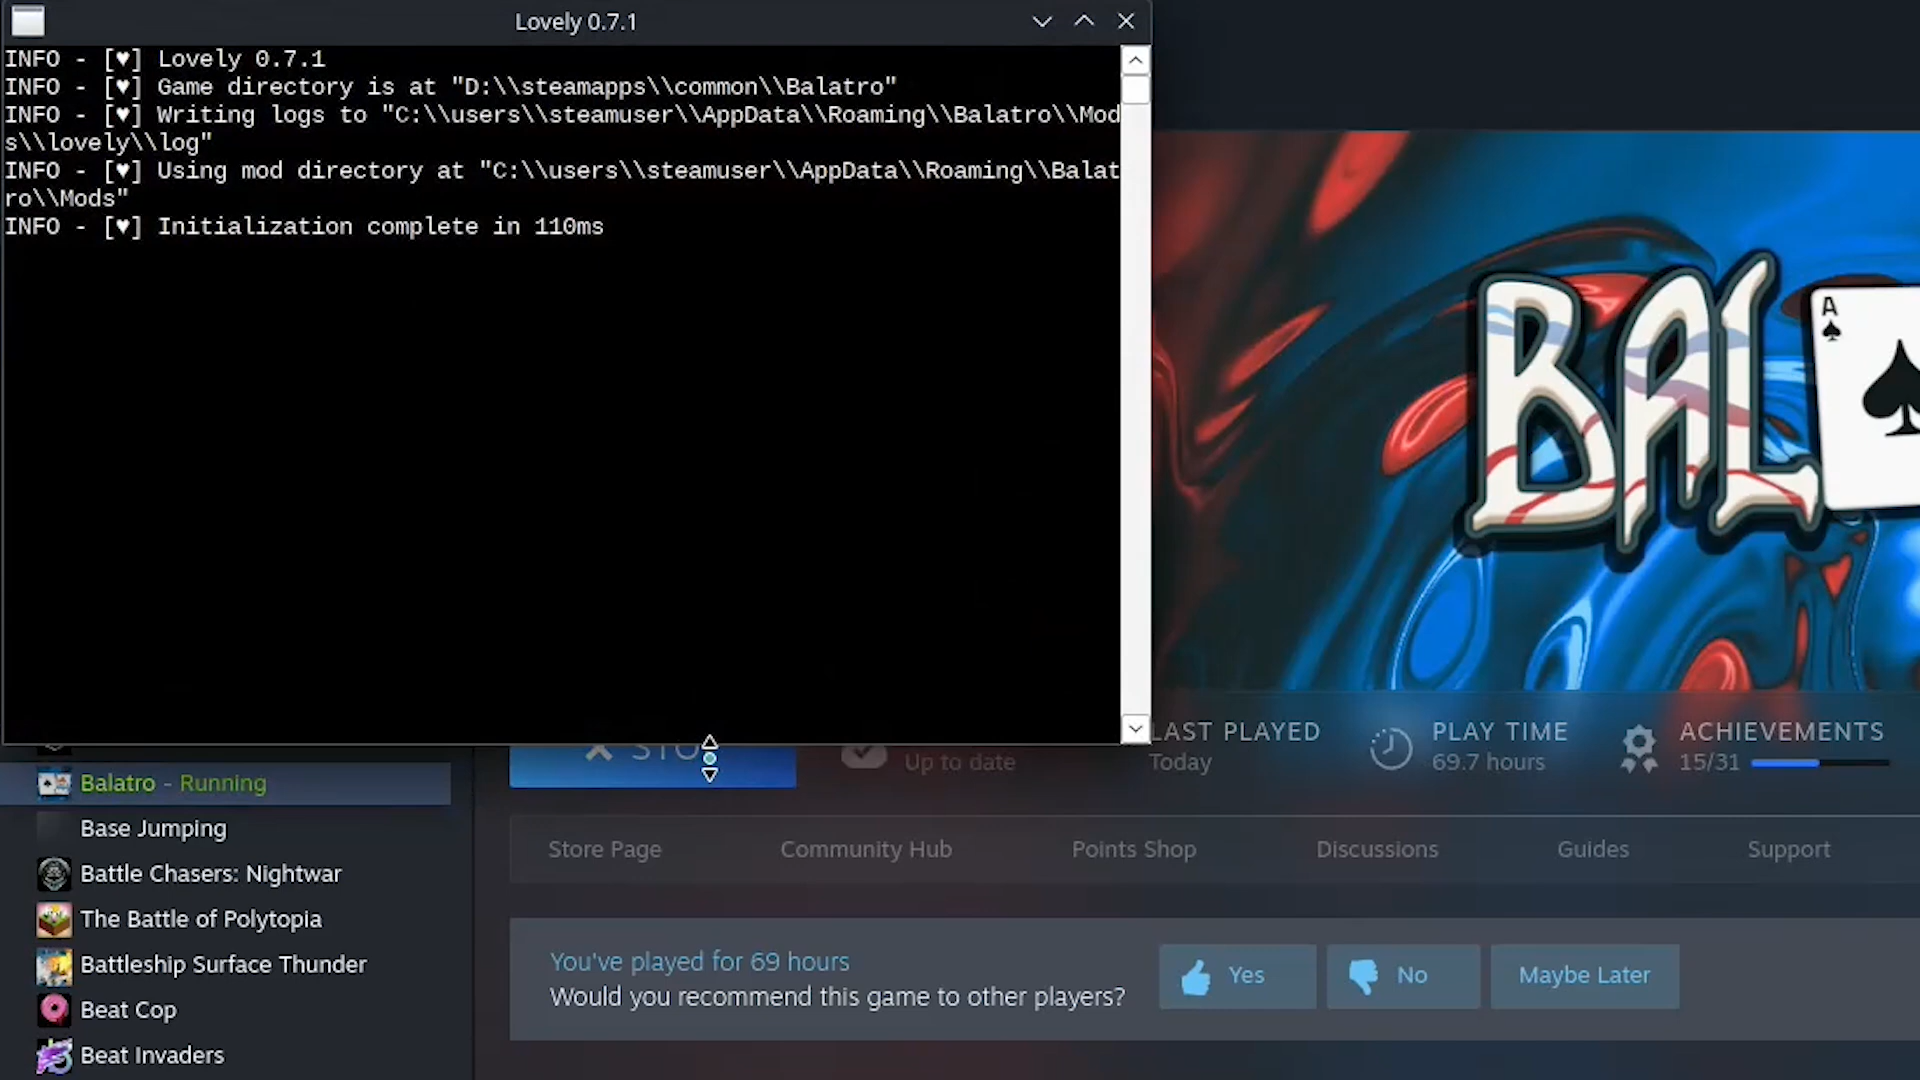 Lovely 0.7.1
INFO - [♥] Lovely 0.7.1
INFO - [♥] Game directory is at "D:\\steamapps\\common\\Balatro"
INFO - [♥] Writing logs to "C:\\users\\steamuser\\AppData\\Roaming\\Balatro\\Mod
s\\lovely\\log"
INFO - [♥] Using mod directory at "C:\\users\\steamuser\\AppData\\Roaming\\Balat
ro\\Mods"
INFO - [♥] Initialization complete in 110ms
BAL
A
STO
Up to date
LAST PLAYED
Today
PLAY TIME
69.7 hours
ACHIEVEMENTS
15/31
Balatro - Running
Base Jumping
Battle Chasers: Nightwar
The Battle of Polytopia
Battleship Surface Thunder
Beat Cop
Beat Invaders
Store Page
Community Hub
Points Shop
Discussions
Guides
Support
You've played for 69 hours
Would you recommend this game to other players?
Yes
No
Maybe Later